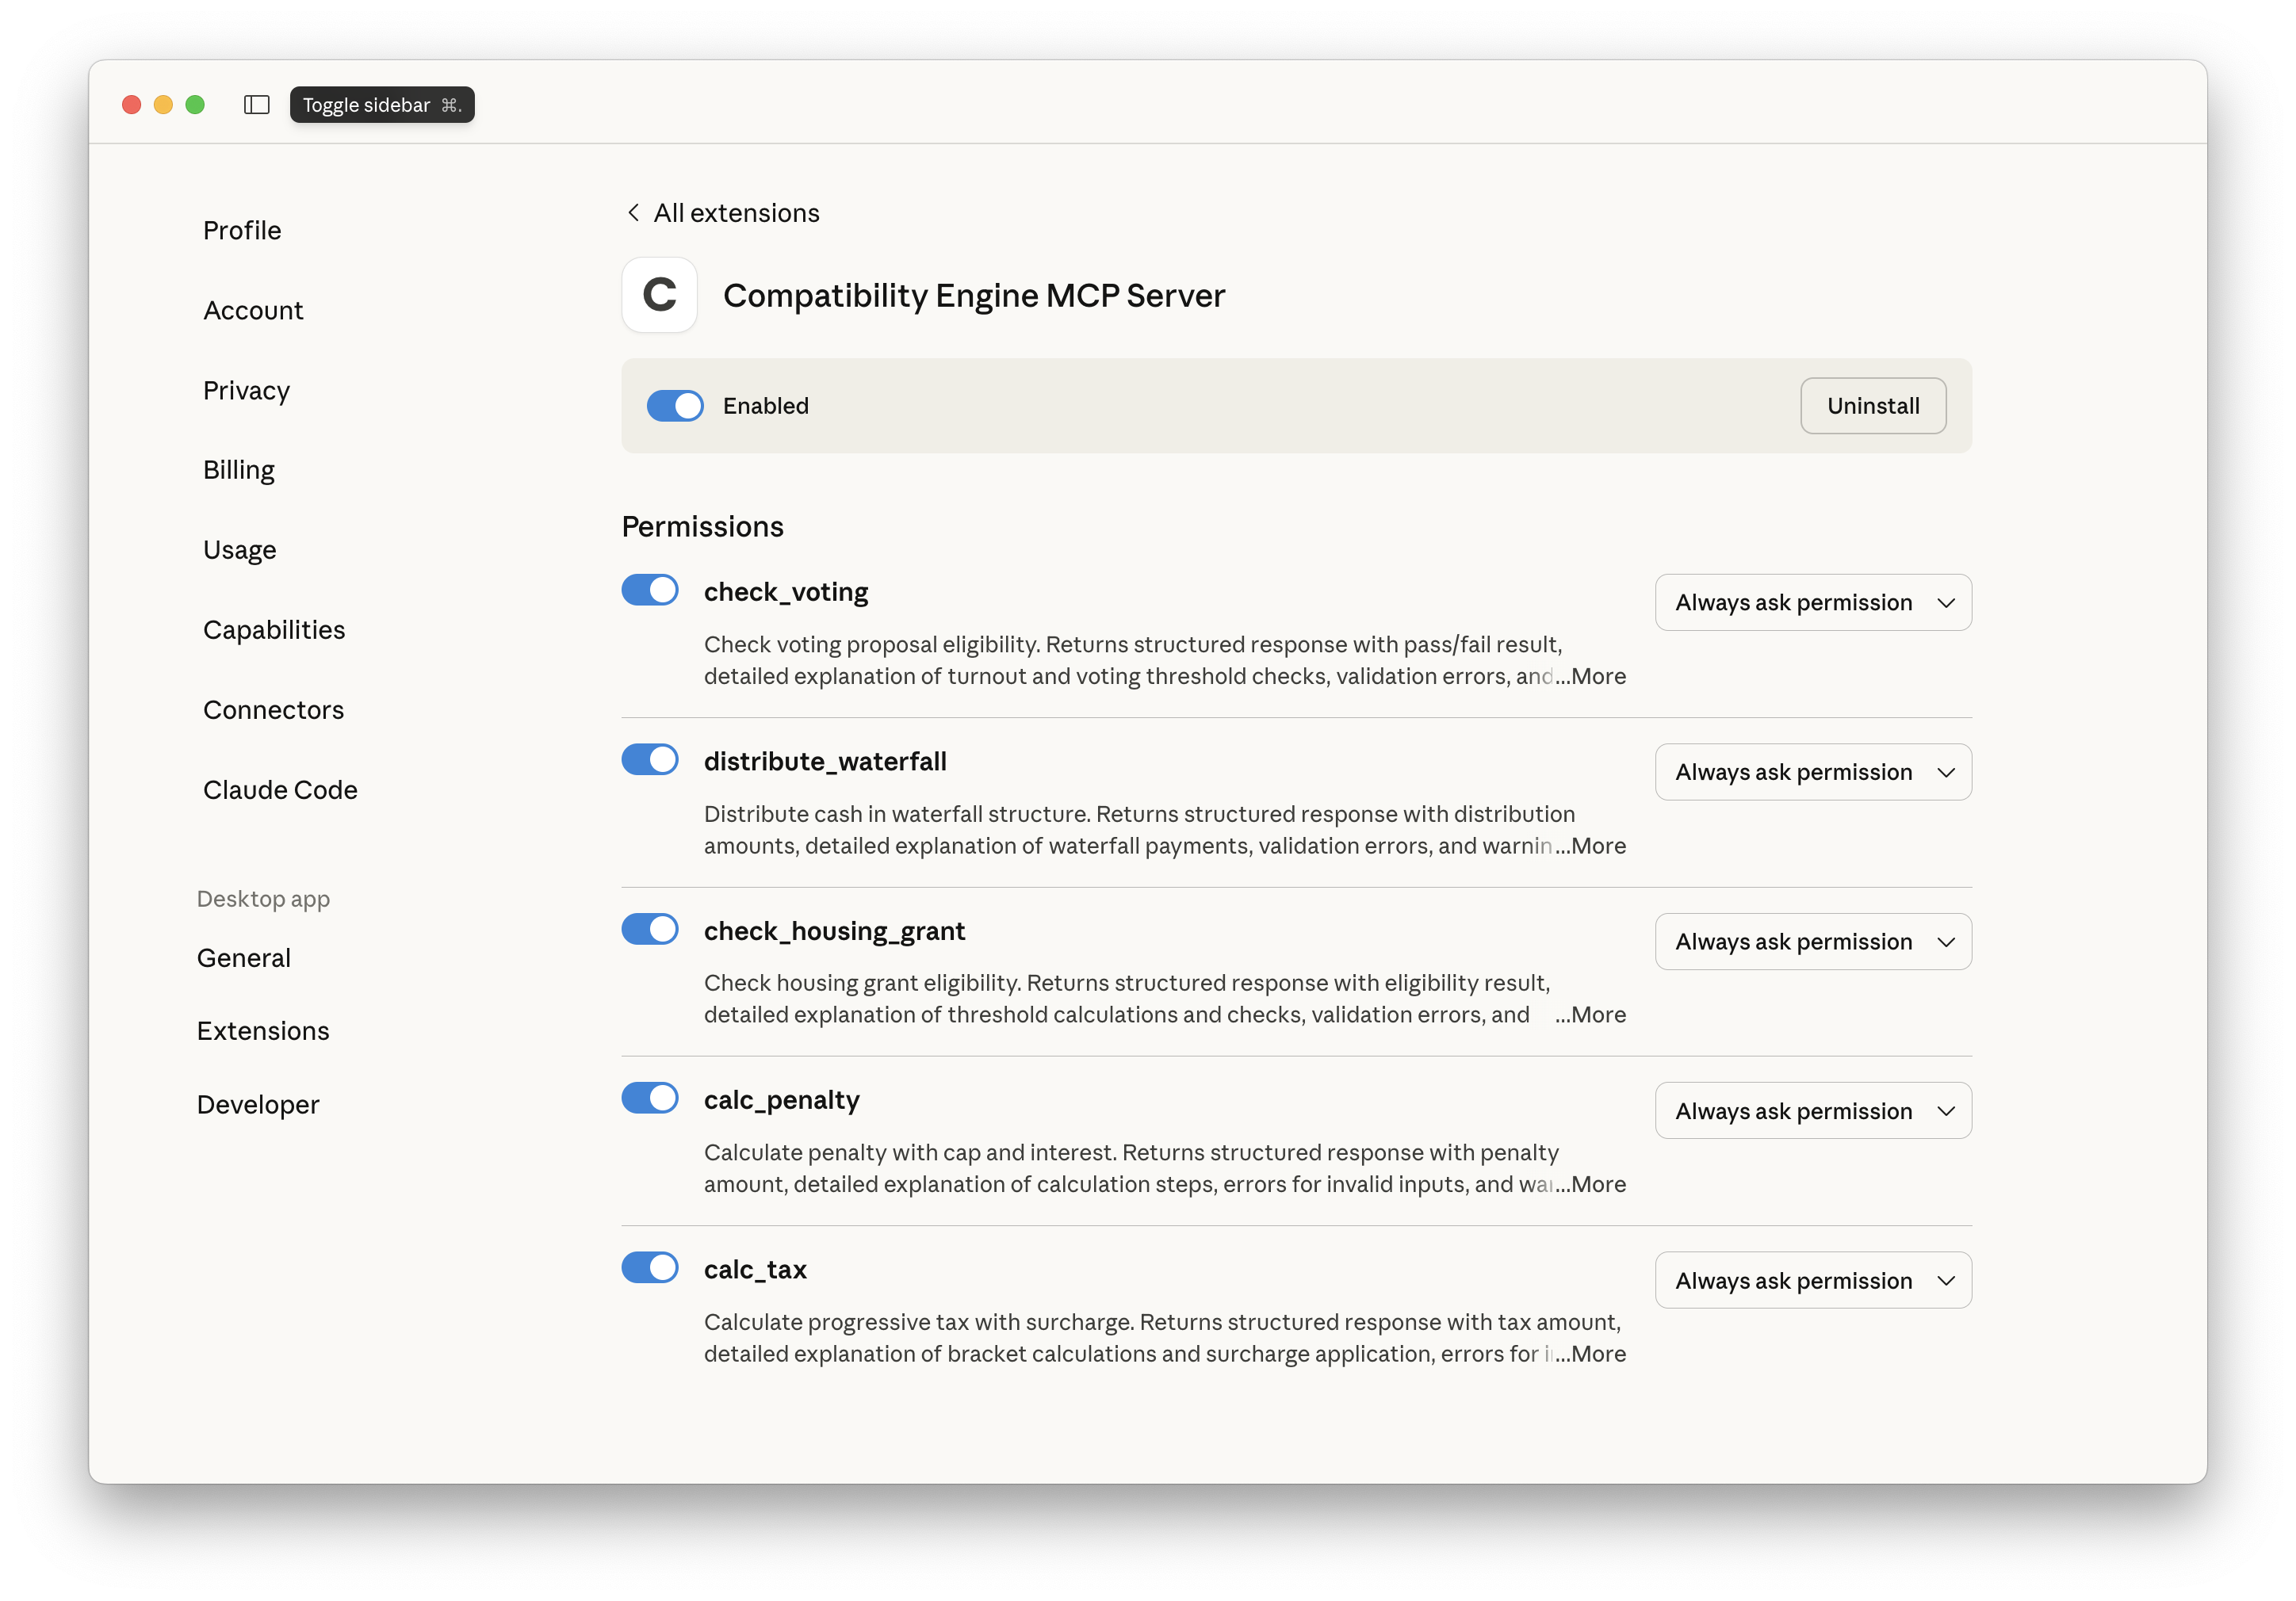 Toggle sidebar ⌘.
Profile
Account
Privacy
Billing
Usage
Capabilities
Connectors
Claude Code
Desktop app
General
Extensions
Developer
All extensions
C
Compatibility Engine MCP Server
Enabled
Uninstall
Permissions
check_voting
Always ask permission
Check voting proposal eligibility. Returns structured response with pass/fail result,
detailed explanation of turnout and voting threshold checks, validation errors, and...More
distribute_waterfall
Always ask permission
Distribute cash in waterfall structure. Returns structured response with distribution
amounts, detailed explanation of waterfall payments, validation errors, and warnin...More
check_housing_grant
Always ask permission
Check housing grant eligibility. Returns structured response with eligibility result,
detailed explanation of threshold calculations and checks, validation errors, and ...More
calc_penalty
Always ask permission
Calculate penalty with cap and interest. Returns structured response with penalty
amount, detailed explanation of calculation steps, errors for invalid inputs, and wa...More
calc_tax
Always ask permission
Calculate progressive tax with surcharge. Returns structured response with tax amount,
detailed explanation of bracket calculations and surcharge application, errors for i...More